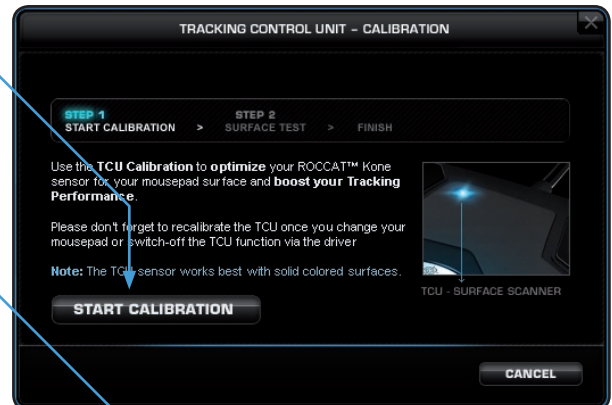 TRACKING CONTROL UNIT – CALIBRATION
STEP 1
START CALIBRATION > STEP 2
SURFACE TEST > FINISH
Use the TCU Calibration to optimize your ROCCAT™ Kone
sensor for your mousepad surface and boost your Tracking
Performance.
Please don't forget to recalibrate the TCU once you change your
mousepad or switch-off the TCU function via the driver
Note: The TCU sensor works best with solid colored surfaces.
TCU - SURFACE SCANNER
START CALIBRATION
CANCEL